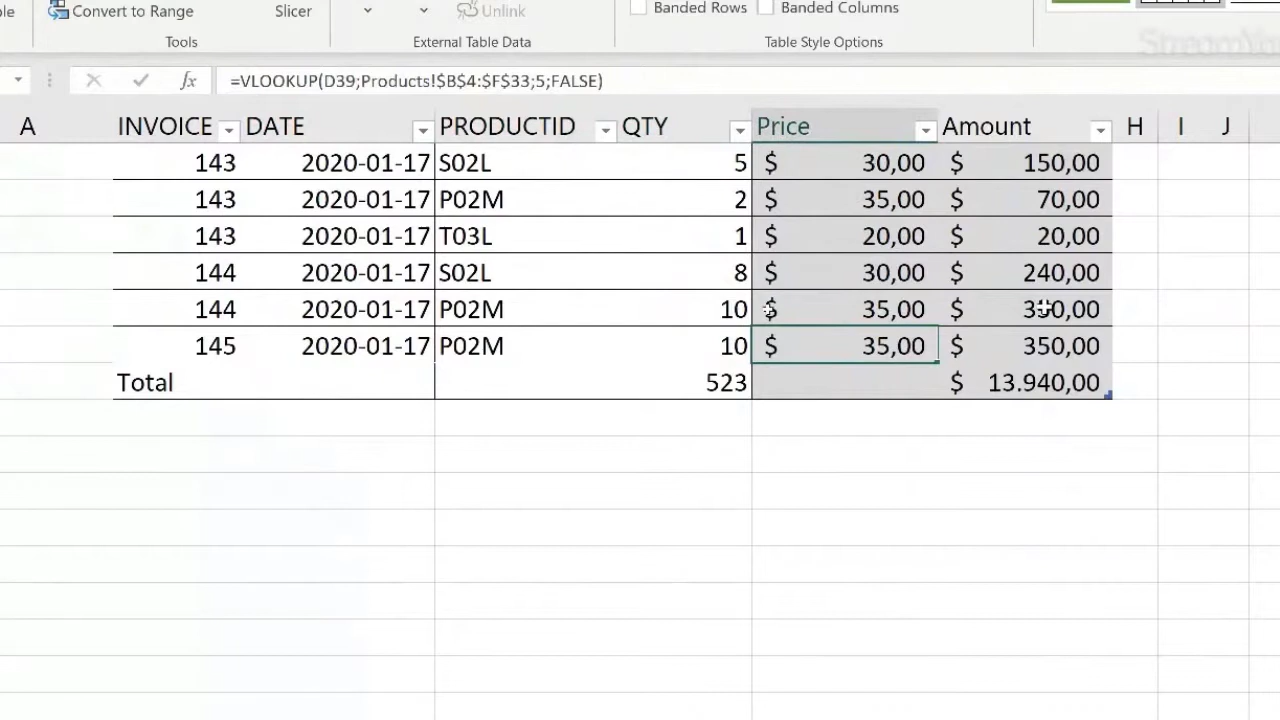 Convert to Range
Slicer
Unlink
Banded Rows
Banded Columns
Tools
External Table Data
Table Style Options
fx =VLOOKUP(D39;Products!$B$4:$F$33;5;FALSE)
A INVOICE DATE PRODUCTID QTY Price Amount H I J
143 2020-01-17 S02L 5 $ 30,00 $ 150,00
143 2020-01-17 P02M 2 $ 35,00 $ 70,00
143 2020-01-17 T03L 1 $ 20,00 $ 20,00
144 2020-01-17 S02L 8 $ 30,00 $ 240,00
144 2020-01-17 P02M 10 $ 35,00 $ 350,00
145 2020-01-17 P02M 10 $ 35,00 $ 350,00
Total 523 $ 13.940,00